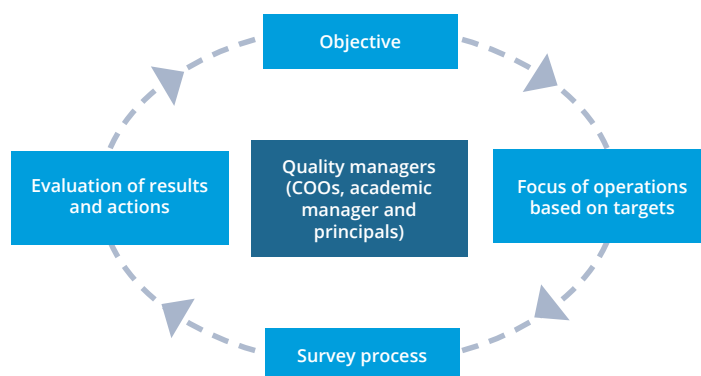 Objective
Quality managers
(COOs, academic
manager and
principals)
Evaluation of results
and actions
Focus of operations
based on targets
Survey process